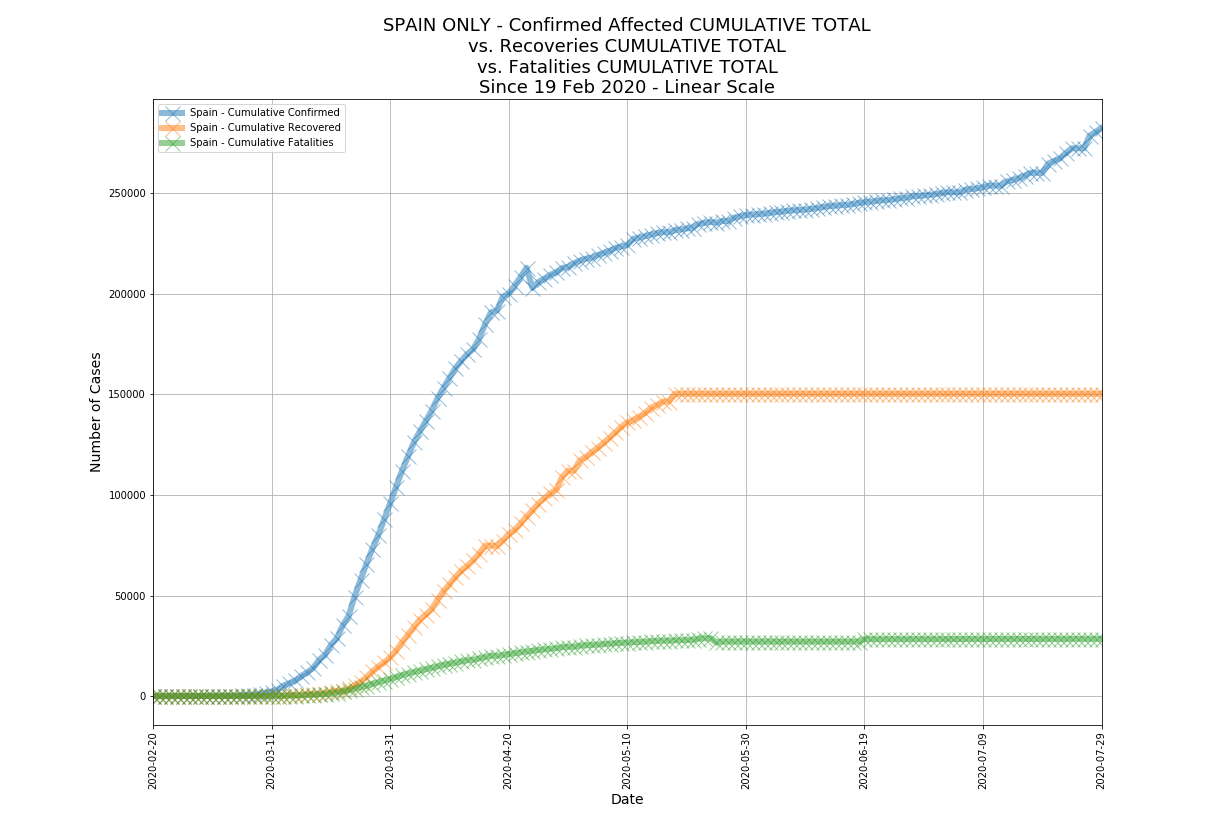 SPAIN ONLY - Confirmed Affected CUMULATIVE TOTAL
vs. Recoveries CUMULATIVE TOTAL
vs. Fatalities CUMULATIVE TOTAL
Since 19 Feb 2020 - Linear Scale
Spain - Cumulative Confirmed
Spain - Cumulative Recovered
Spain - Cumulative Fatalities
Number of Cases
250000
200000
150000
100000
50000
0
2020-02-20
2020-03-11
2020-03-31
2020-04-20
2020-05-10
2020-05-30
2020-06-19
2020-07-09
2020-07-29
Date